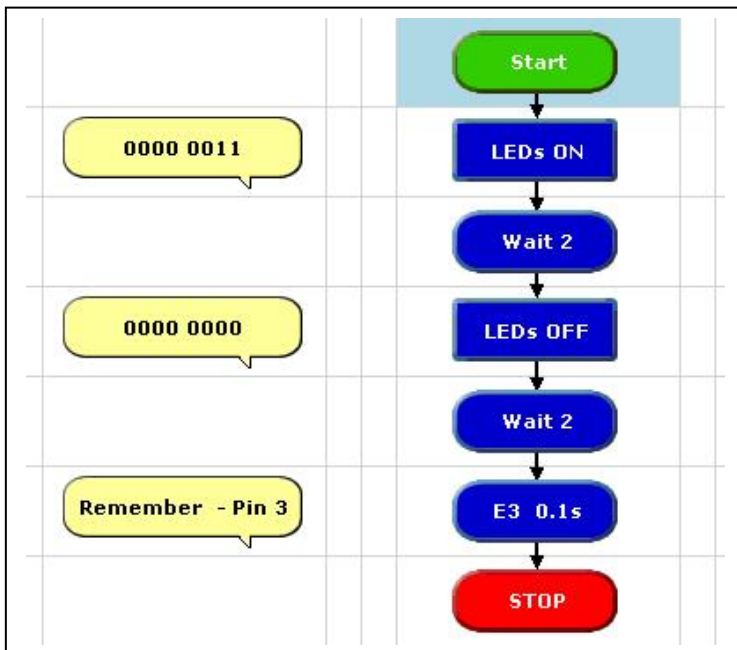 Start
0000 0011
LEDs ON
Wait 2
0000 0000
LEDs OFF
Wait 2
Remember - Pin 3
E3 0.1s
STOP